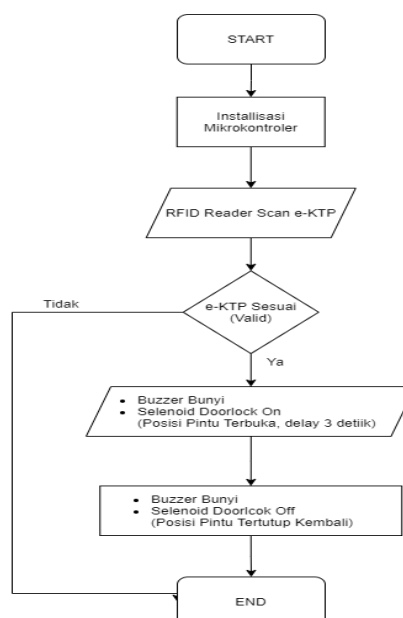 START
Installisasi
Mikrokontroler
RFID Reader Scan e-KTP
e-KTP Sesuai
(Valid)
Tidak
Ya
• Buzzer Bunyi
• Selenoid Doorlock On
(Posisi Pintu Terbuka, delay 3 detiik)
• Buzzer Bunyi
• Selenoid Doorlcok Off
(Posisi Pintu Tertutup Kembali)
END